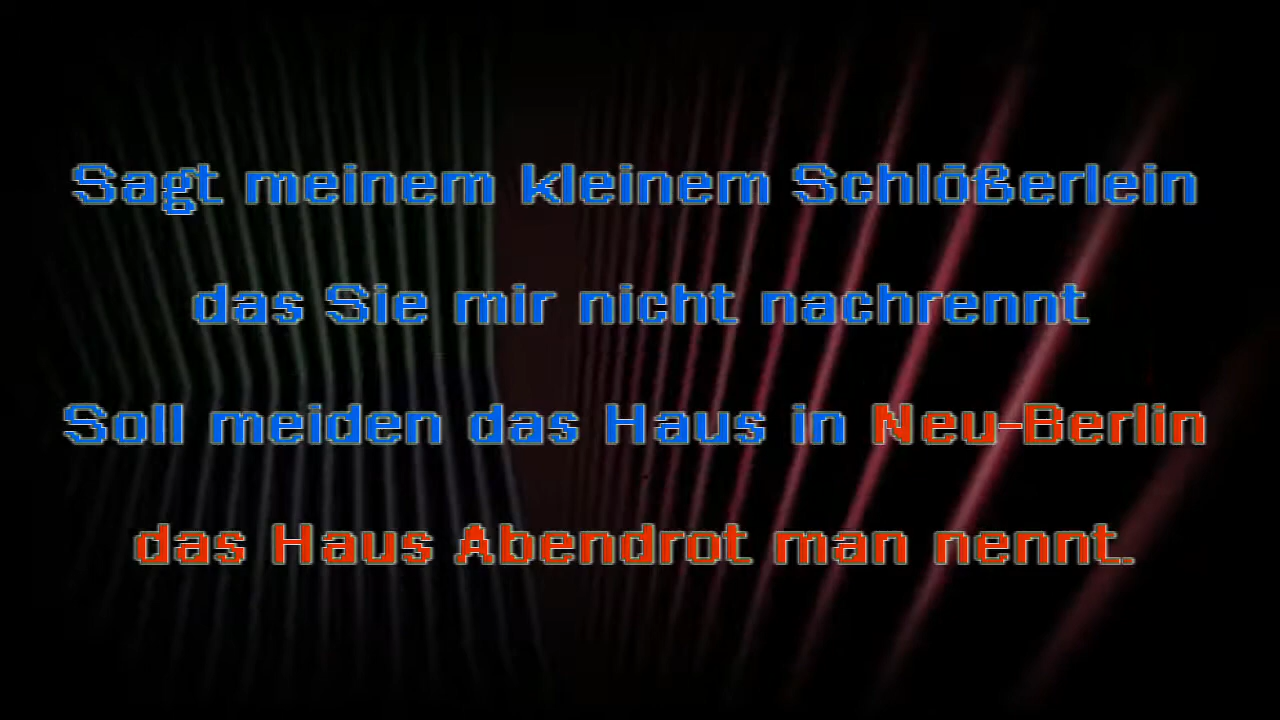 Sagt meinem kleinem Schlößerlein
das Sie mir nicht nachrennt
Soll meiden das Haus in Neu-Berlin
das Haus Abendrot man nennt.